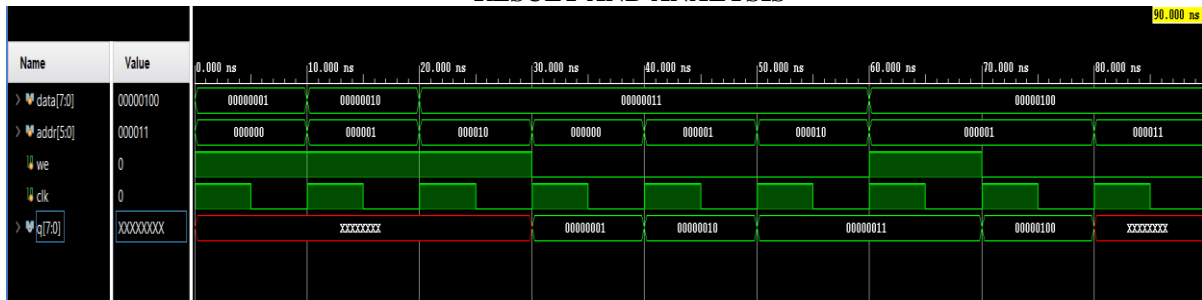 RESULT AND ANALYSIS
90.000 ns
Name Value 0.000 ns 10.000 ns 20.000 ns 30.000 ns 40.000 ns 50.000 ns 60.000 ns 70.000 ns 80.000 ns
data[7:0] 00000100 00000001 00000010 00000011 00000100
addr[5:0] 000011 000000 000001 000010 000000 000001 000010 000001 000011
we 0
clk 0
q[7:0] XXXXXXXX XXXXXXXX 00000001 00000010 00000011 00000100 XXXXXXXX